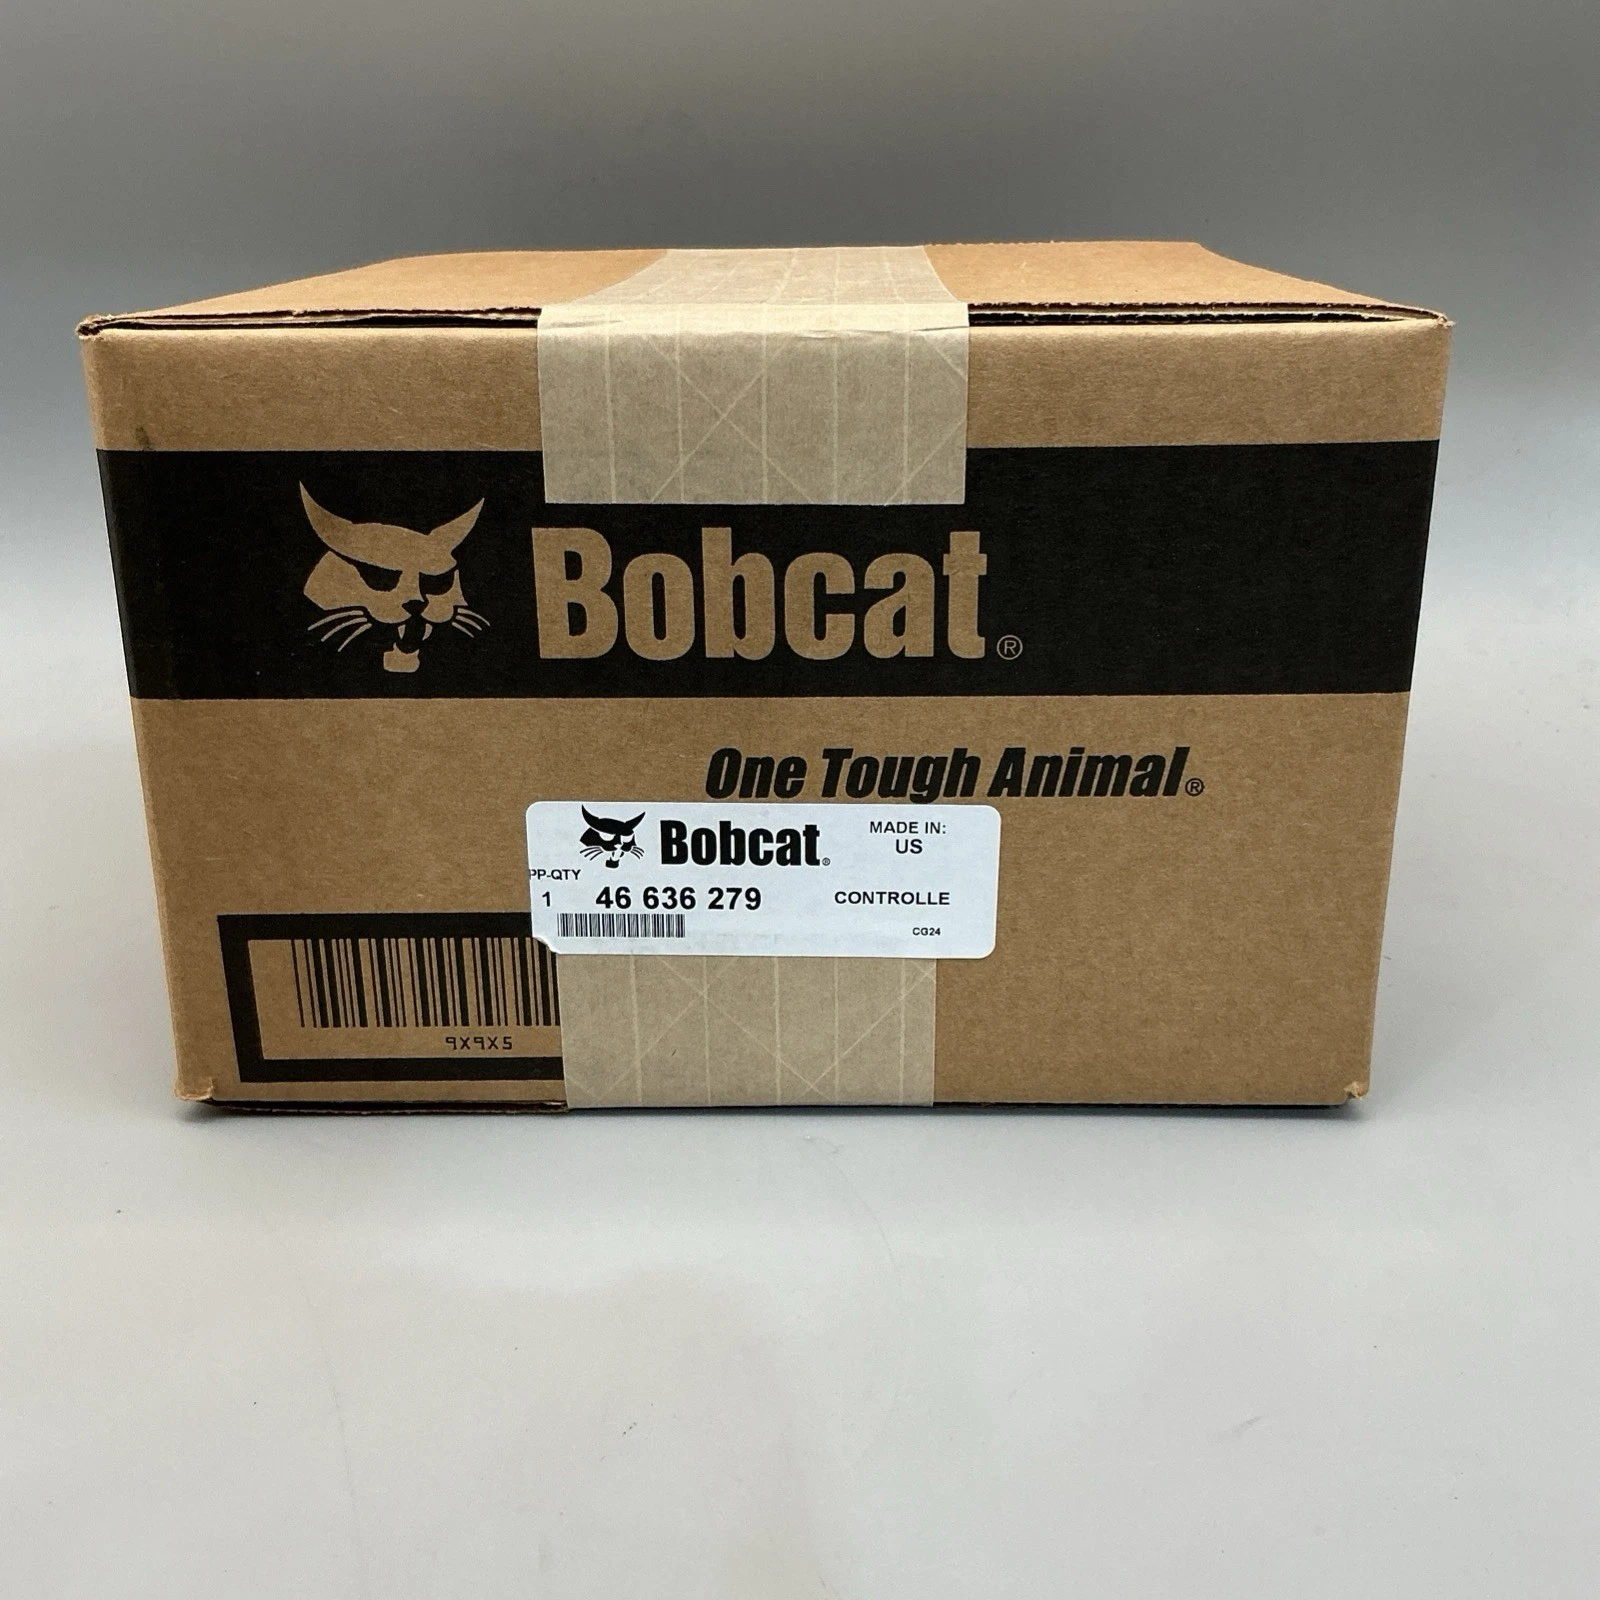 Bobcat®
One Tough Animal®
Bobcat®
MADE IN:
US
PP-QTY
1 46 636 279 CONTROLLE
CG24
9X9X5